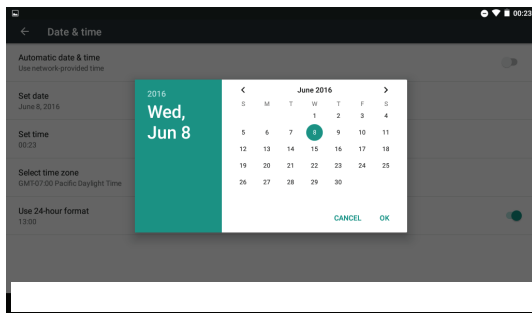 00:23
Date & time
Automatic date & time
Use network-provided time
Set date
June 8, 2016
Set time
00:23
Select time zone
GMT-07:00 Pacific Daylight Time
Use 24-hour format
13:00
2016
Wed,
Jun 8
June 2016
S M T W T F S
1 2 3 4
5 6 7 8 9 10 11
12 13 14 15 16 17 18
19 20 21 22 23 24 25
26 27 28 29 30
CANCEL OK